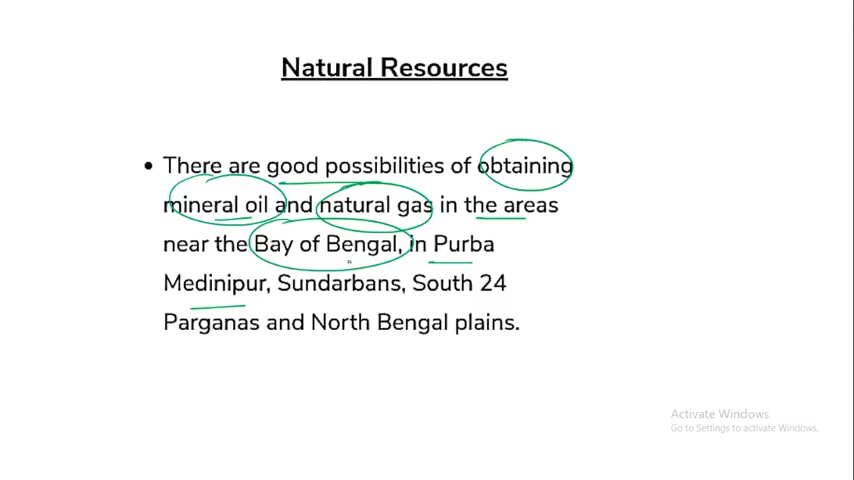 Natural Resources
• There are good possibilities of obtaining
mineral oil and natural gas in the areas
near the Bay of Bengal, in Purba
Medinipur, Sundarbans, South 24
Parganas and North Bengal plains.
Activate Windows
Go to Settings to activate Windows.